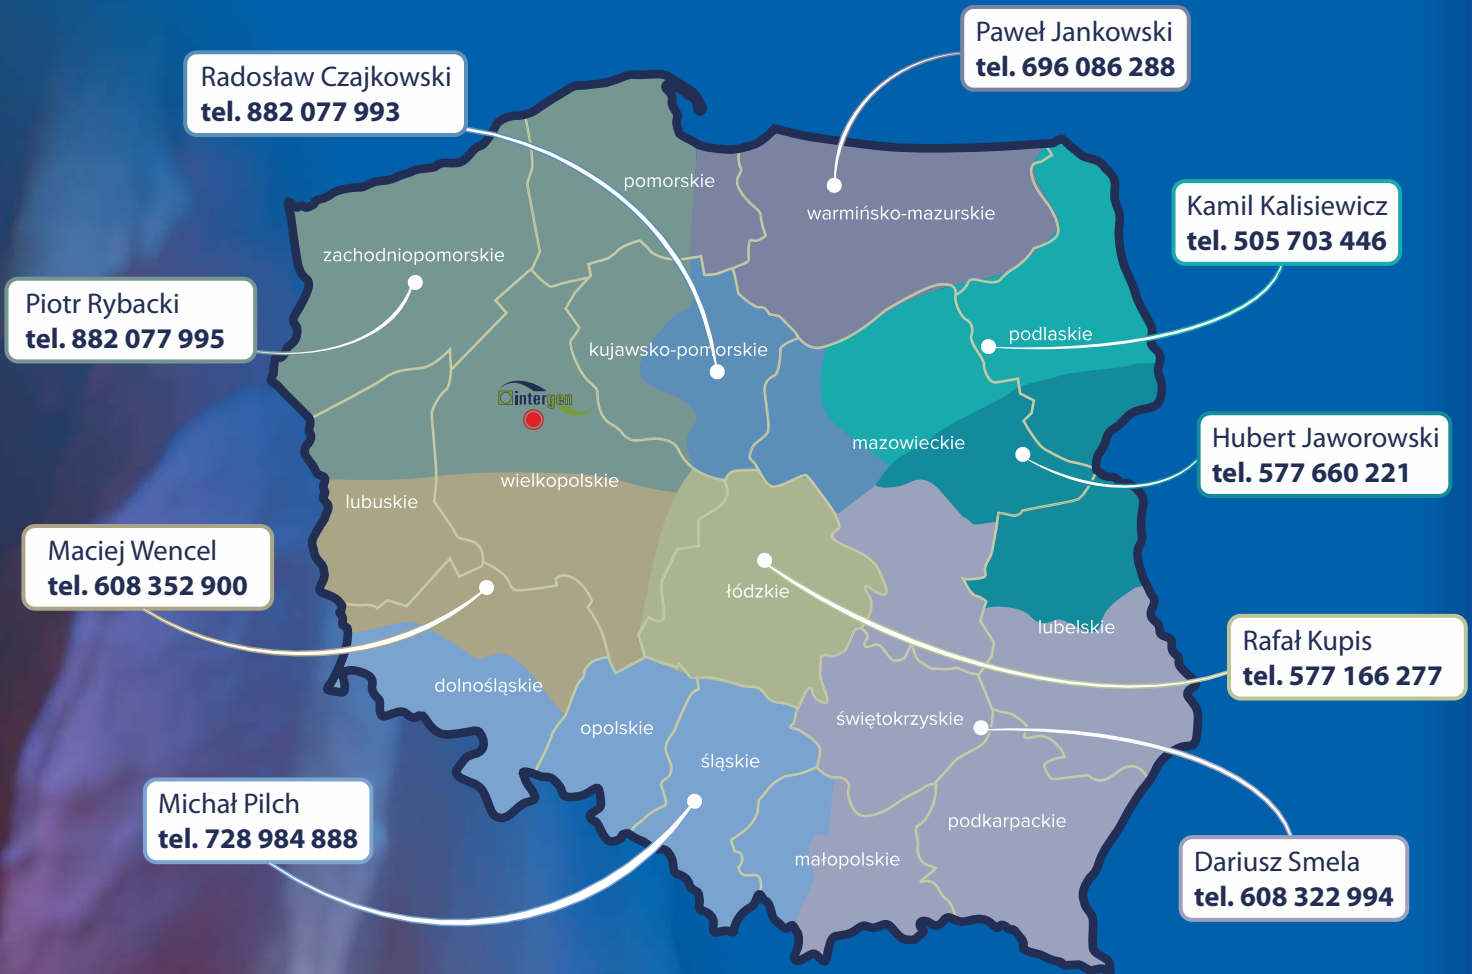 Paweł Jankowski
tel. 696 086 288
Radosław Czajkowski
tel. 882 077 993
pomorskie
warmińsko-mazurskie
Kamil Kalisiewicz
tel. 505 703 446
zachodniopomorskie
Piotr Rybacki
tel. 882 077 995
podlaskie
kujawsko-pomorskie
intergen
mazowieckie
Hubert Jaworowski
tel. 577 660 221
wielkopolskie
lubuskie
Maciej Wencel
tel. 608 352 900
łódzkie
lubelskie
Rafał Kupis
tel. 577 166 277
dolnośląskie
opolskie
świętokrzyskie
śląskie
Michał Pilch
tel. 728 984 888
podkarpackie
małopolskie
Dariusz Smela
tel. 608 322 994